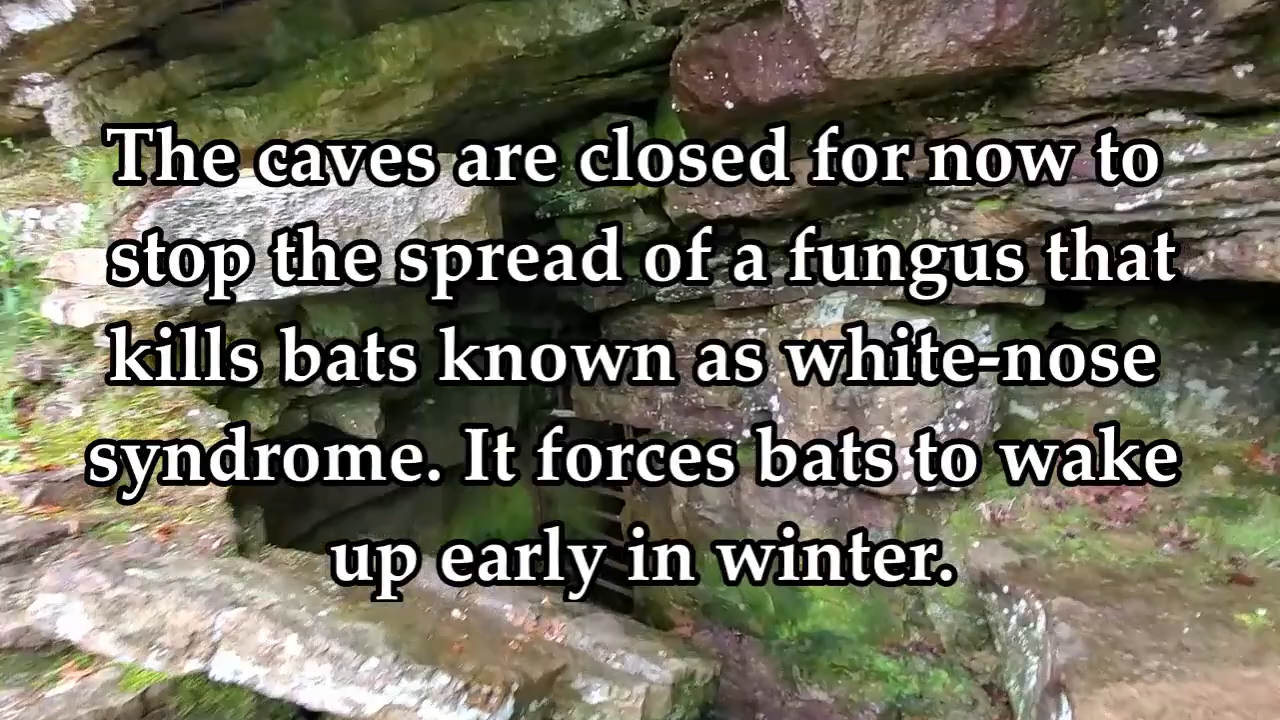 The caves are closed for now to
stop the spread of a fungus that
kills bats known as white-nose
syndrome. It forces bats to wake
up early in winter.